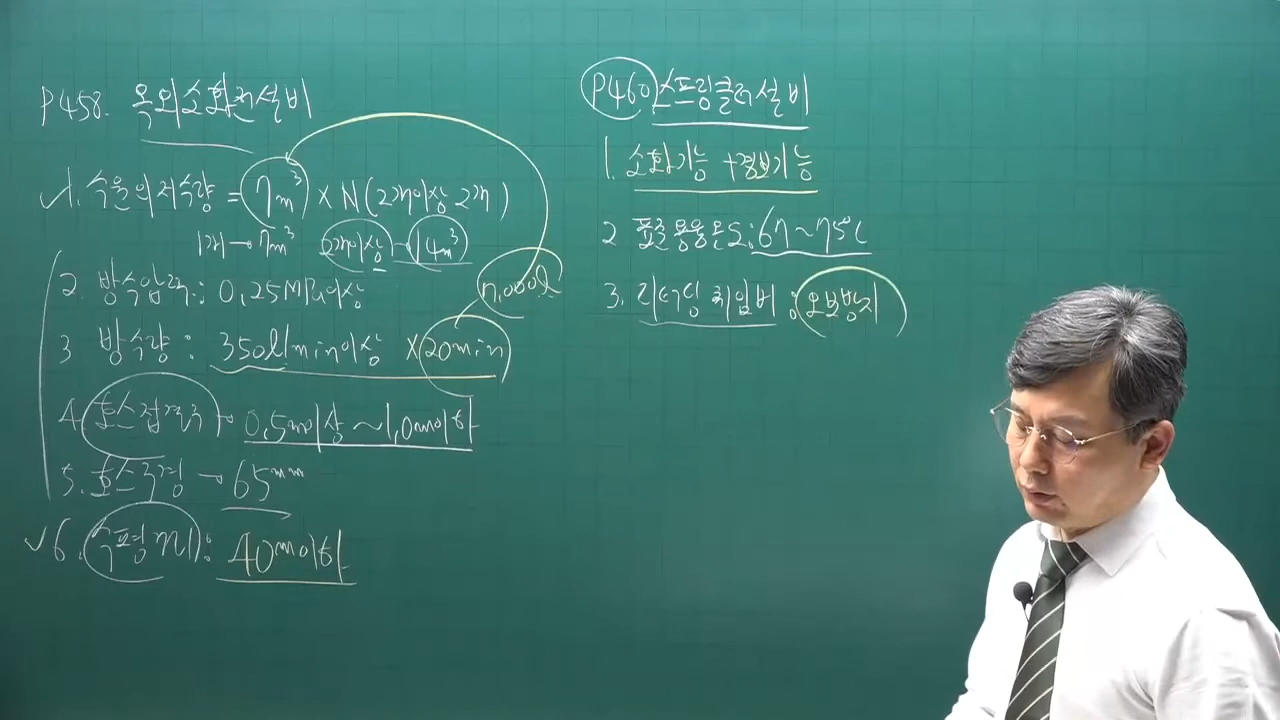 P458. 옥외소화전설비
✓1. 수원의 저수량 = 7m³ × N(2개이상 2개)
1개→7m³ 2개이상 - 14m³
2. 방수압력: 0.25MPa이상
7,000ℓ
3 방수량: 350ℓ/min이상 ×20min
4. 호스접결구→ 0.5m이상~1.0m이하
5. 호스구경 → 65mm
✓6. 수평거리: 40m이하
P460 스프링클러설비
1. 소화기능 + 경보기능
2 표준용융온도: 67~75℃
3. 리타딩 체임버: 오보방지